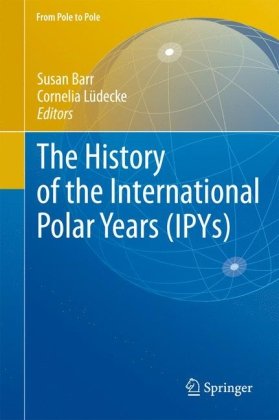 From Pole to Pole
Susan Barr
Cornelia Lüdecke
Editors
The History
of the International
Polar Years (IPYs)
Springer